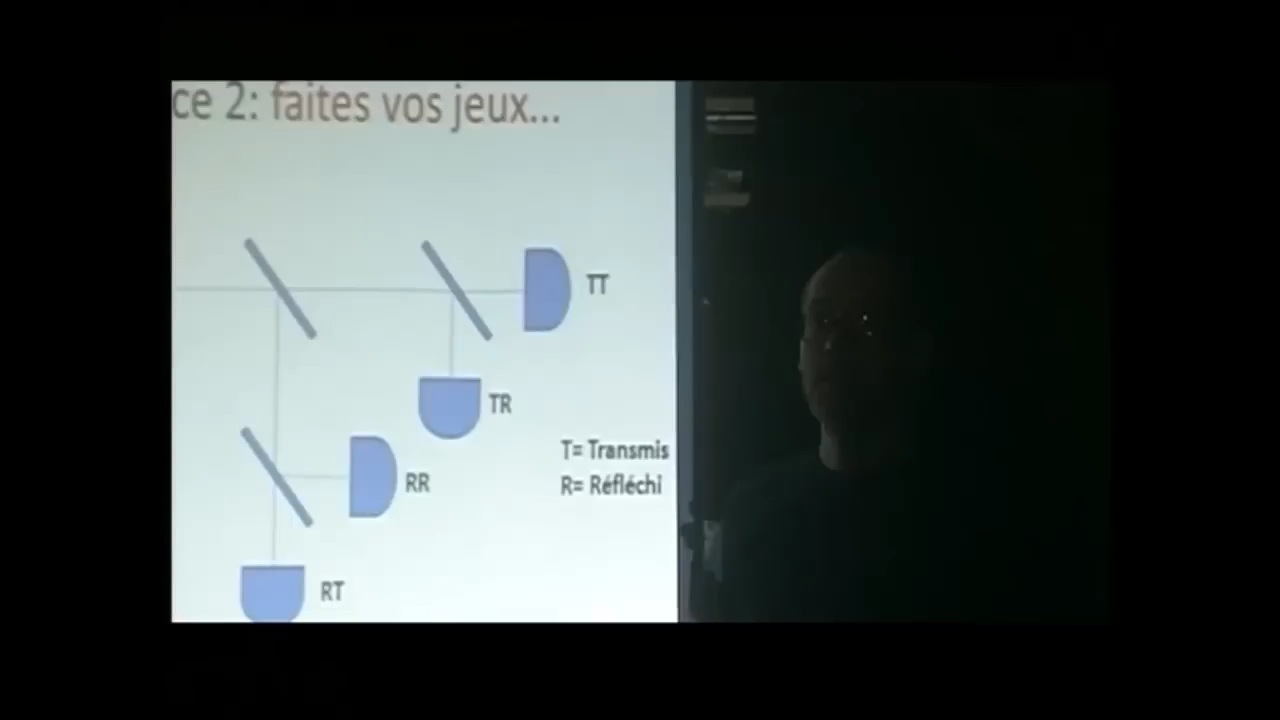 ce 2: faites vos jeux...
TT
TR
T= Transmis
RR
R= Réfléchi
RT